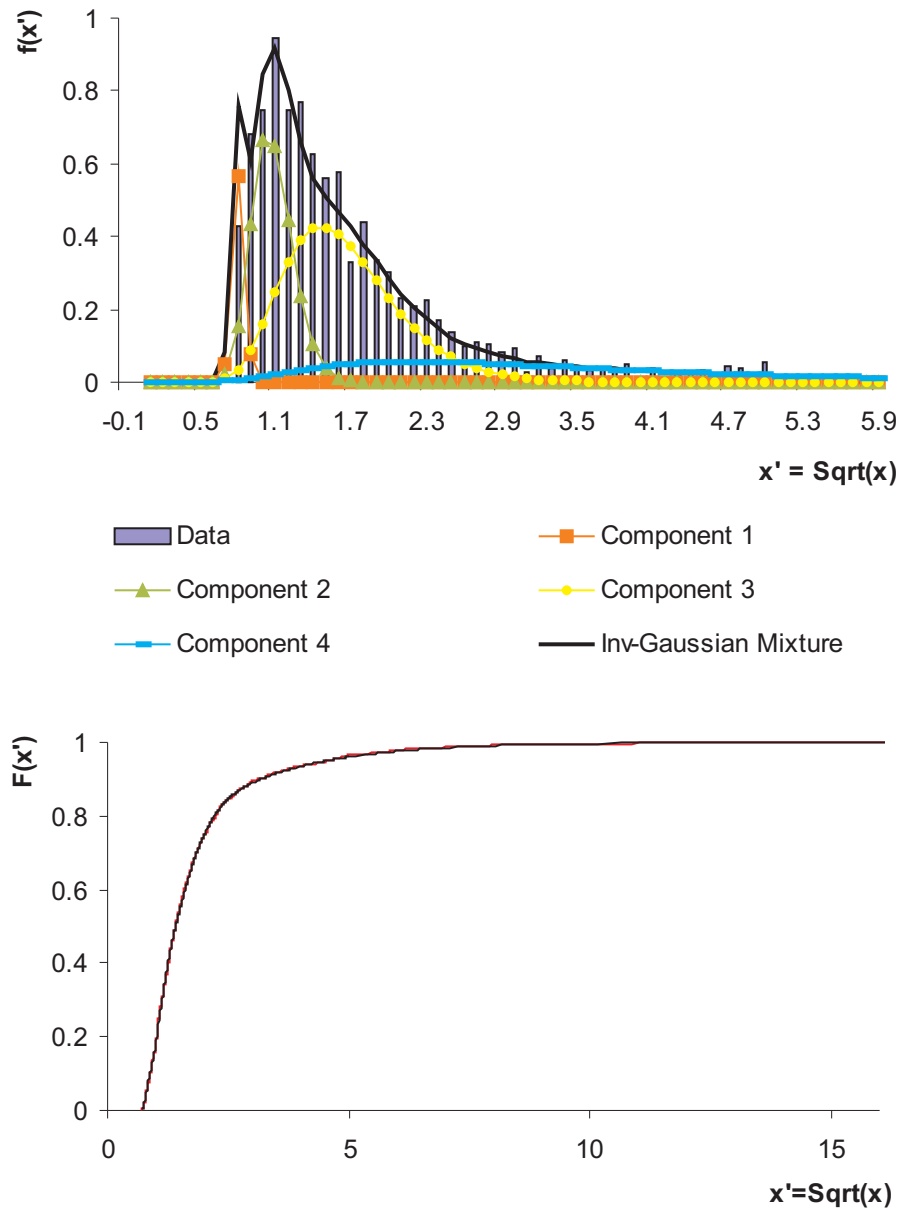 f(x')
1
0.8
0.6
0.4
0.2
0
-0.1 0.5 1.1 1.7 2.3 2.9 3.5 4.1 4.7 5.3 5.9
x' = Sqrt(x)
Data Component 1
Component 2 Component 3
Component 4 Inv-Gaussian Mixture
F(x')
1
0.8
0.6
0.4
0.2
0
0 5 10 15
x'=Sqrt(x)